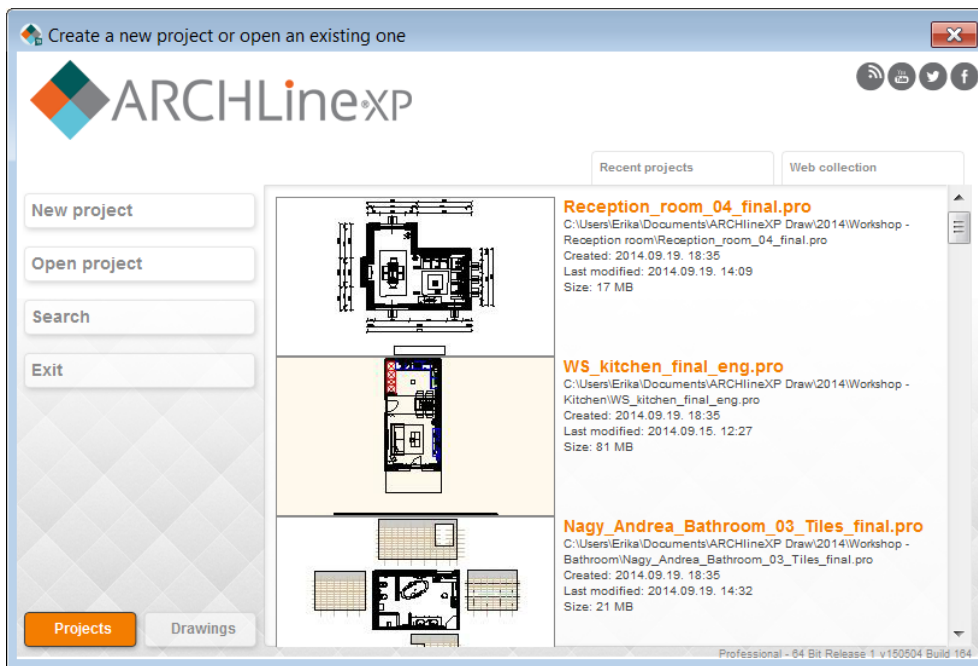 Create a new project or open an existing one
ARCHLine®XP
Recent projects
Web collection
New project
Open project
Search
Exit
Reception_room_04_final.pro
C:\Users\Erika\Documents\ARCHlineXP Draw\2014\Workshop -
Reception room\Reception_room_04_final.pro
Created: 2014.09.19. 18:35
Last modified: 2014.09.19. 14:09
Size: 17 MB
WS_kitchen_final_eng.pro
C:\Users\Erika\Documents\ARCHlineXP Draw\2014\Workshop -
Kitchen\WS_kitchen_final_eng.pro
Created: 2014.09.19. 18:35
Last modified: 2014.09.15. 12:27
Size: 81 MB
Nagy_Andrea_Bathroom_03_Tiles_final.pro
C:\Users\Erika\Documents\ARCHlineXP Draw\2014\Workshop -
Bathroom\Nagy_Andrea_Bathroom_03_Tiles_final.pro
Created: 2014.09.19. 18:35
Last modified: 2014.09.19. 14:32
Size: 21 MB
Projects
Drawings
Professional - 64 Bit Release 1 v150504 Build 164